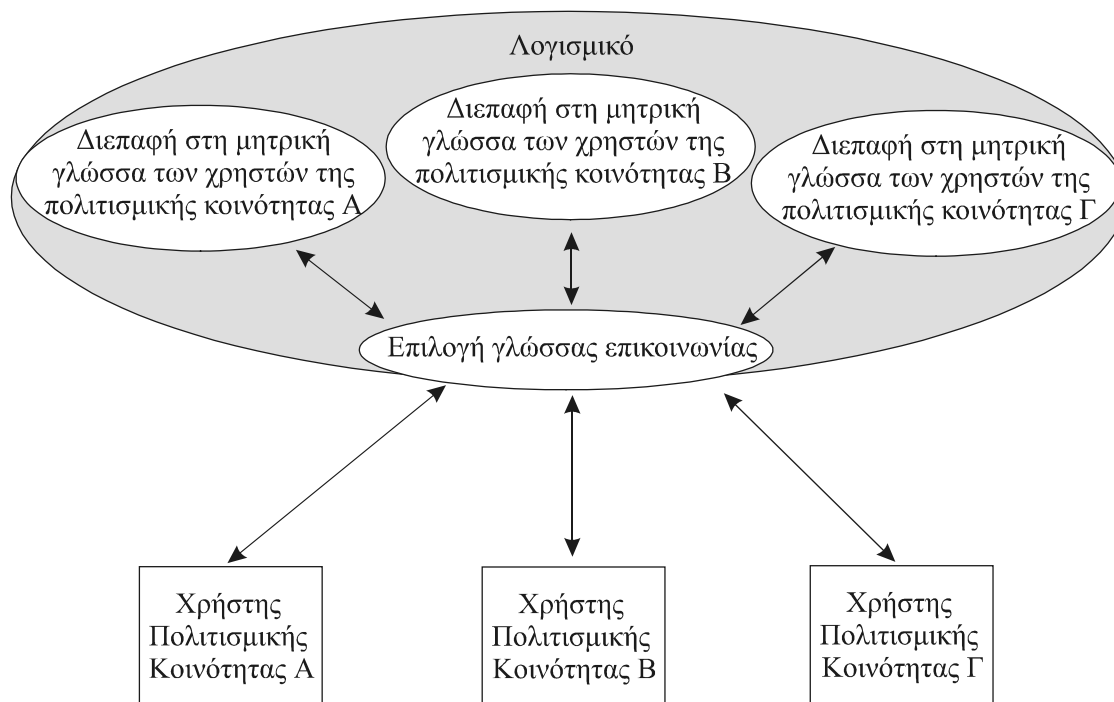 Λογισμικό
Διεπαφή στη μητρική
γλώσσα των χρηστών της
πολιτισμικής κοινότητας Α
Διεπαφή στη μητρική
γλώσσα των χρηστών της
πολιτισμικής κοινότητας Β
Διεπαφή στη μητρική
γλώσσα των χρηστών της
πολιτισμικής κοινότητας Γ
Επιλογή γλώσσας επικοινωνίας
Χρήστης
Πολιτισμικής
Κοινότητας Α
Χρήστης
Πολιτισμικής
Κοινότητας Β
Χρήστης
Πολιτισμικής
Κοινότητας Γ